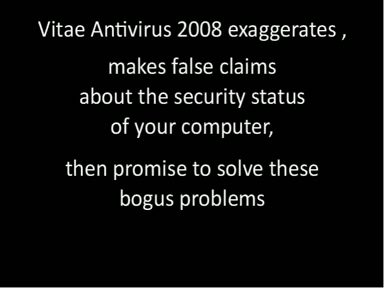 Vitae Antivirus 2008 exaggerates ,
makes false claims
about the security status
of your computer,
then promise to solve these
bogus problems